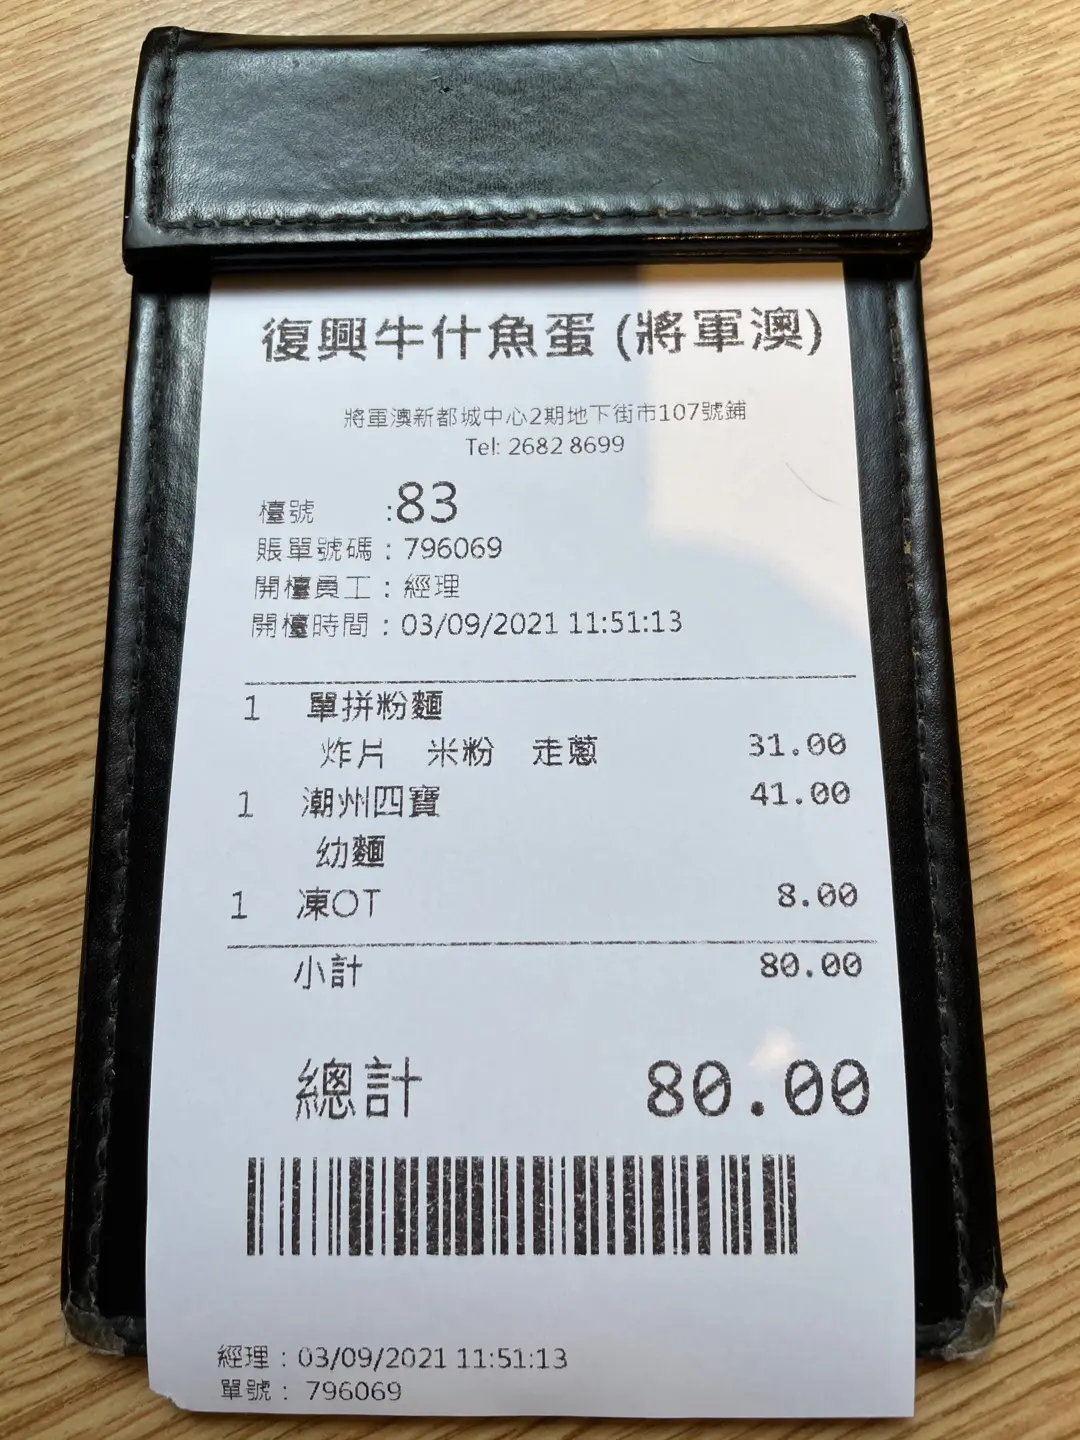 復興牛什魚蛋 (將軍澳)
將軍澳新都城中心2期地下街市107號鋪
Tel: 2682 8699
檯號 :83
賬單號碼 : 796069
開檯員工 : 經理
開檯時間 : 03/09/2021 11:51:13
1 單拼粉麵
炸片 米粉 走蔥 31.00
1 潮州四寶 41.00
幼麵
1 凍OT 8.00
小計 80.00
總計 80.00
經理 : 03/09/2021 11:51:13
單號 : 796069